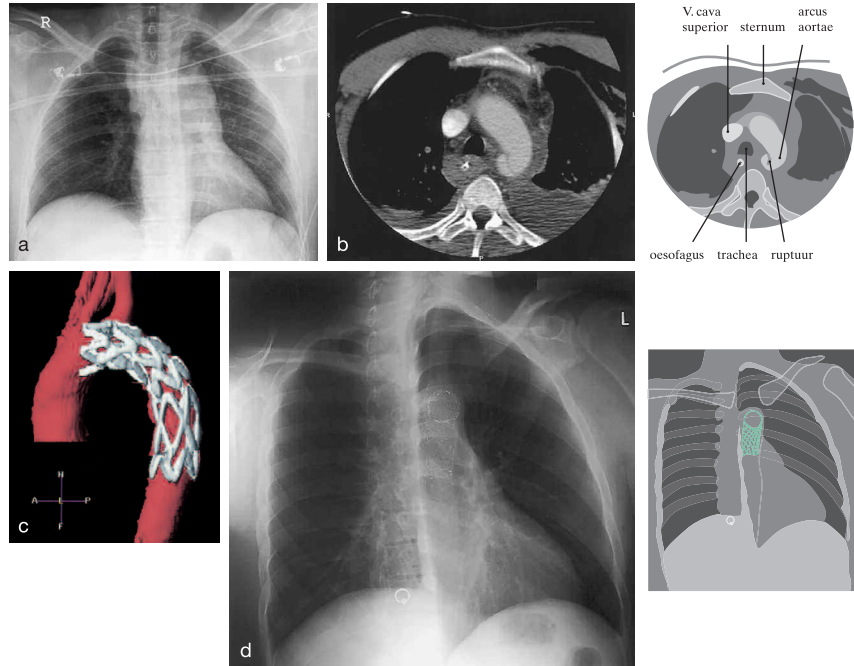 R
a
b
V. cava
superior
sternum
arcus
aortae
oesofagus
trachea
ruptuur
H
A
L
P
F
c
L
d